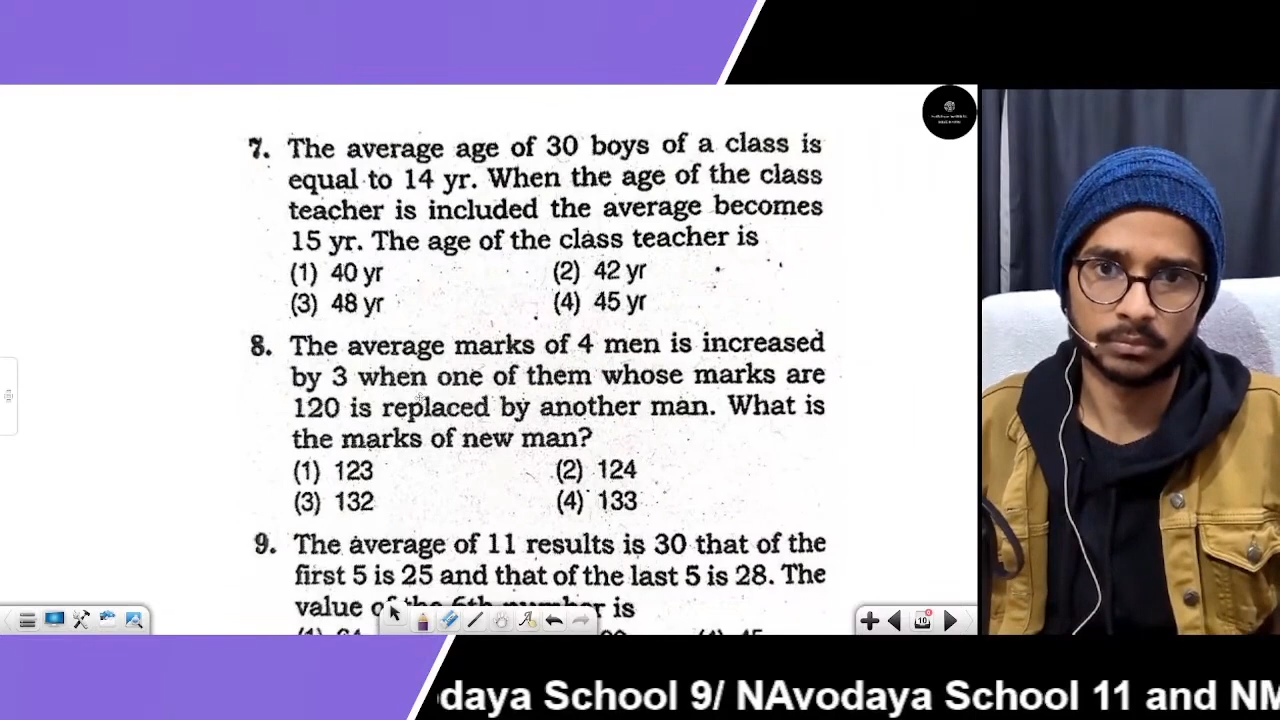 7. The average age of 30 boys of a class is
equal to 14 yr. When the age of the class
teacher is included the average becomes
15 yr. The age of the class teacher is
(1) 40 yr (2) 42 yr
(3) 48 yr (4) 45 yr
8. The average marks of 4 men is increased
by 3 when one of them whose marks are
120 is replaced by another man. What is
the marks of new man?
(1) 123 (2) 124
(3) 132 (4) 133
9. The average of 11 results is 30 that of the
first 5 is 25 and that of the last 5 is 28. The
value of the 6th number is
10
odaya School 9/ NAvodaya School 11 and NM